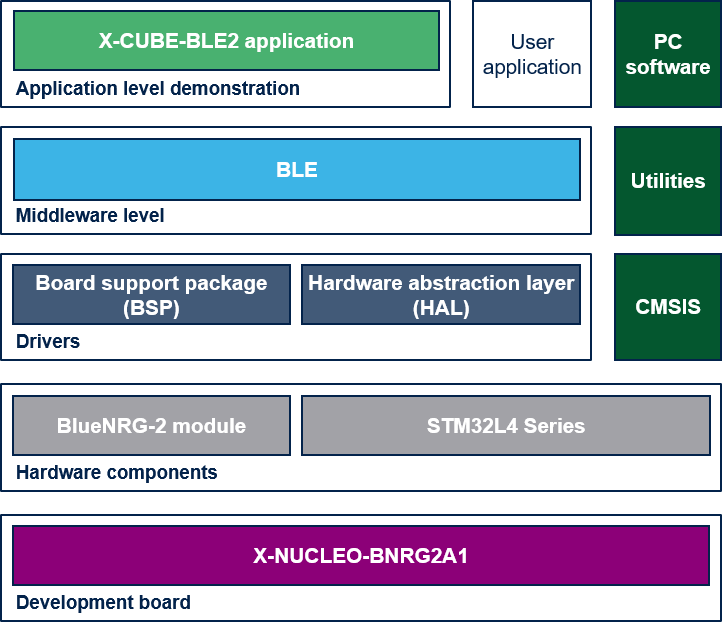 X-CUBE-BLE2 application
Application level demonstration
User
application
PC
software
BLE
Middleware level
Utilities
Board support package
(BSP)
Hardware abstraction layer
(HAL)
Drivers
CMSIS
BlueNRG-2 module
STM32L4 Series
Hardware components
X-NUCLEO-BNRG2A1
Development board